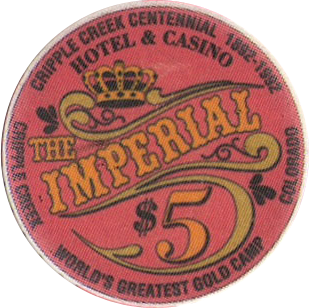 CRIPPLE CREEK CENTENNIAL 1892-1992
HOTEL & CASINO
THE IMPERIAL
$5
CRIPPLE CREEK
COLORADO
WORLD'S GREATEST GOLD CAMP